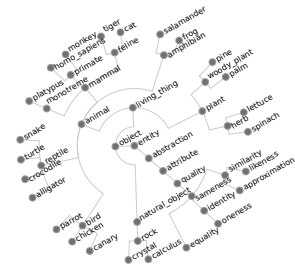 tiger
cat
monkey
salamander
homo_sapiens
feline
frog
amphibian
primate
mammal
platypus
monotreme
pine
woody_plant
palm
living_thing
animal
plant
lettuce
herb
spinach
snake
turtle
reptile
crocodile
alligator
object
entity
abstraction
attribute
quality
similarity
likeness
approximation
sameness
identity
oneness
equality
natural_object
rock
crystal
calculus
parrot
bird
chicken
canary